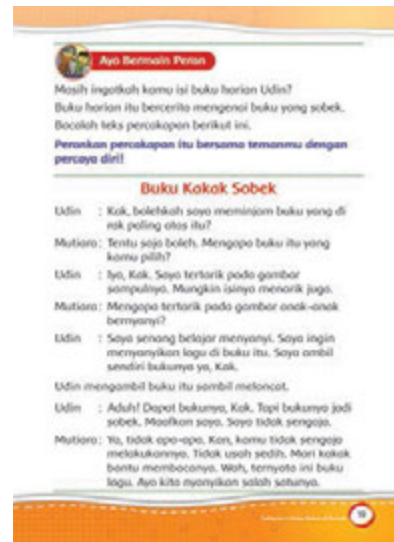 Ayo Bermain Peran
Masih ingatkah kamu isi buku harian Udin?
Buku harian itu bercerita mengenai buku yang sobek.
Bacalah teks percakapan berikut ini.
Perankan percakapan itu bersama temanmu dengan
percaya diri!
Buku Kakak Sobek
Udin : Kak, bolehkah saya meminjam buku yang di
rak paling atas itu?
Mutiara : Tentu saja boleh. Mengapa buku itu yang
kamu pilih?
Udin : Iya, Kak. Saya tertarik pada gambar
sampulnya. Mungkin isinya menarik juga.
Mutiara : Mengapa tertarik pada gambar anak-anak
bernyanyi?
Udin : Saya senang belajar menyanyi. Saya ingin
menyanyikan lagu di buku itu. Saya ambil
sendiri bukunya ya, Kak.
Udin mengambil buku itu sambil meloncat.
Udin : Aduh! Dapat bukunya, Kak. Tapi bukunya jadi
sobek. Maafkan saya. Saya tidak sengaja.
Mutiara : Ya, tidak apa-apa. Kan, kamu tidak sengaja
melakukannya. Tidak usah sedih. Mari kakak
bantu membacanya. Wah, ternyata ini buku
lagu. Ayo kita nyanyikan salah satunya.